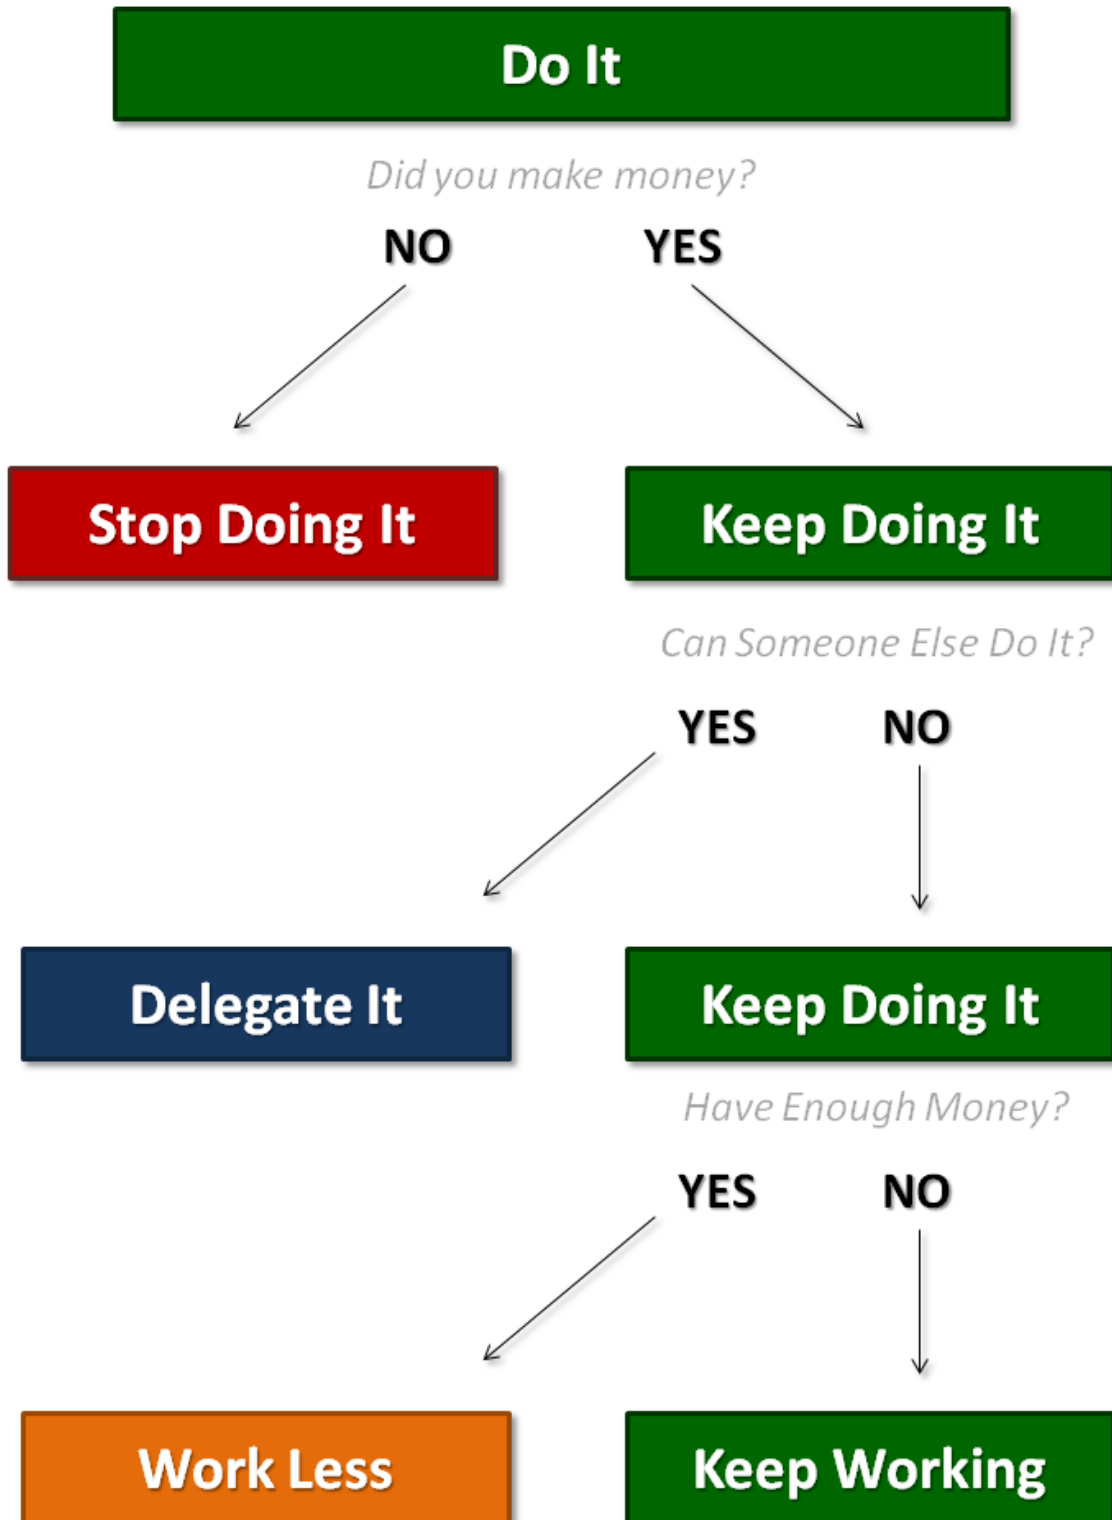 Do It
Did you make money?
NO YES
Stop Doing It Keep Doing It
Can Someone Else Do It?
YES NO
Delegate It Keep Doing It
Have Enough Money?
YES NO
Work Less Keep Working